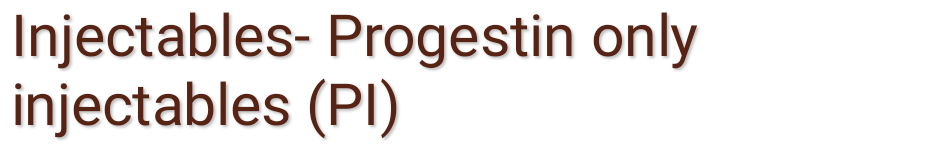 Injectables- Progestin only
injectables (PI)